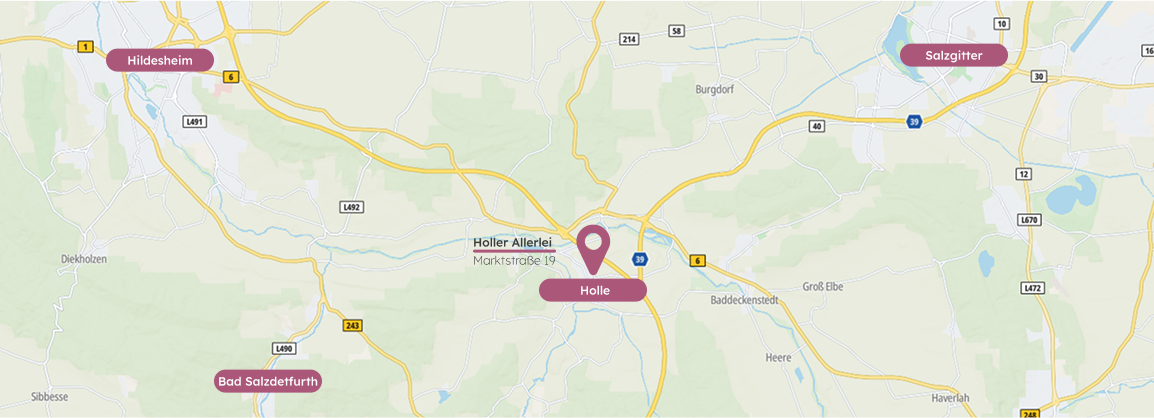 10
S8
214
1
Salzgitter
Hildesheim
16
6
30
Burgdorf
L491
39
40
12
L492
L670
Holler Allerlei
Marktstraße 19
Diekholzen
39
6
Groß Elbe
L472
Holle
Baddeckenstedt
243
L490
Heere
Bad Salzdetfurth
Sibbesse
Haverlah
248